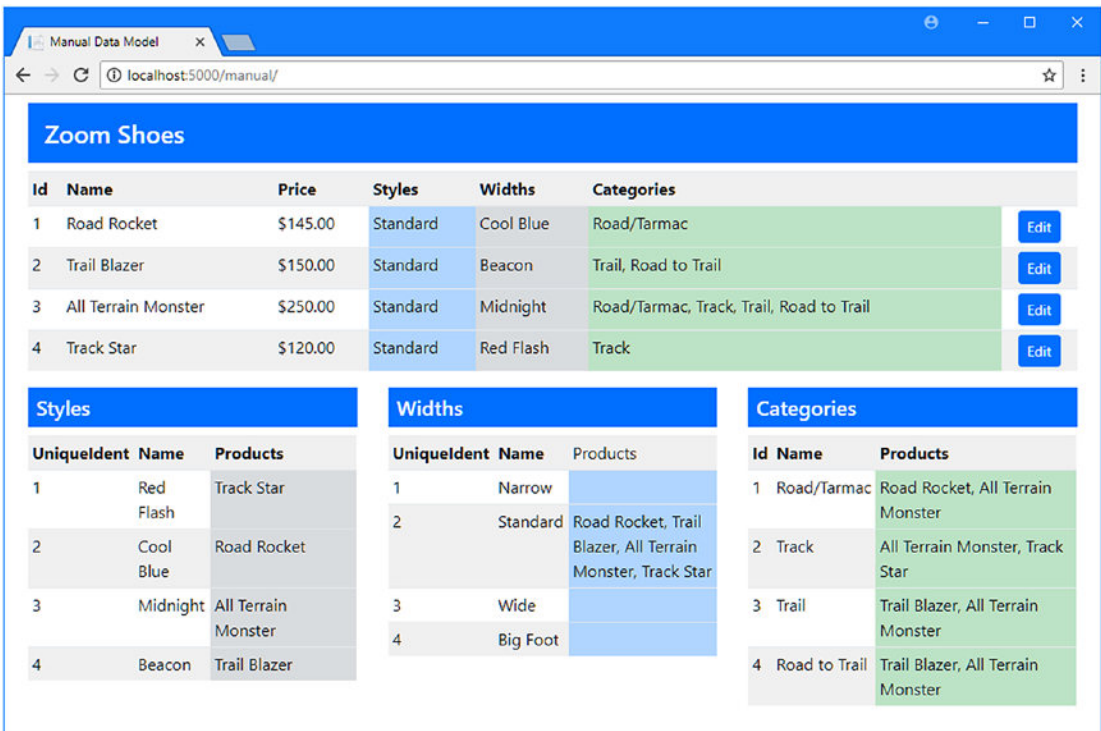 Manual Data Model
localhost:5000/manual/
Zoom Shoes
Id Name Price Styles Widths Categories
1 Road Rocket $145.00 Standard Cool Blue Road/Tarmac Edit
2 Trail Blazer $150.00 Standard Beacon Trail, Road to Trail Edit
3 All Terrain Monster $250.00 Standard Midnight Road/Tarmac, Track, Trail, Road to Trail Edit
4 Track Star $120.00 Standard Red Flash Track Edit
Styles
UniqueIdent Name Products
1 Red Track Star
Flash
2 Cool Road Rocket
Blue
3 Midnight All Terrain
Monster
4 Beacon Trail Blazer
Widths
UniqueIdent Name Products
1 Narrow
2 Standard Road Rocket, Trail
Blazer, All Terrain
Monster, Track Star
3 Wide
4 Big Foot
Categories
Id Name Products
1 Road/Tarmac Road Rocket, All Terrain
Monster
2 Track All Terrain Monster, Track
Star
3 Trail Trail Blazer, All Terrain
Monster
4 Road to Trail Trail Blazer, All Terrain
Monster